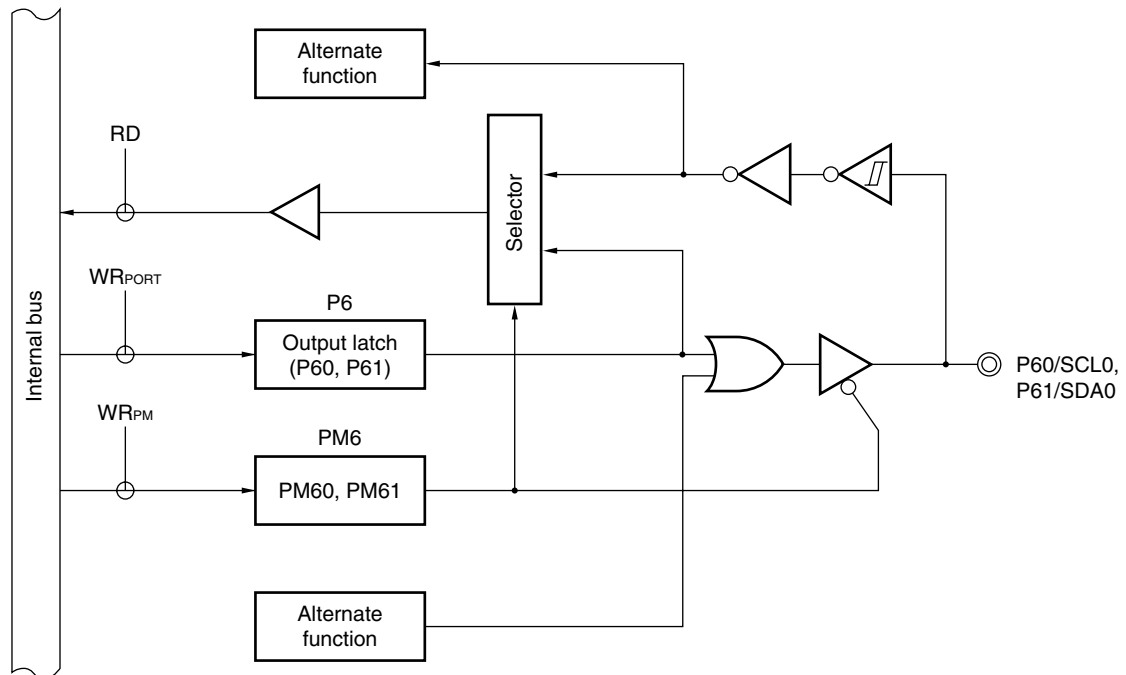 Alternate
function
RD
Selector
WRPORT
P6
Output latch
(P60, P61)
Internal bus
P60/SCL0,
P61/SDA0
WRPM
PM6
PM60, PM61
Alternate
function